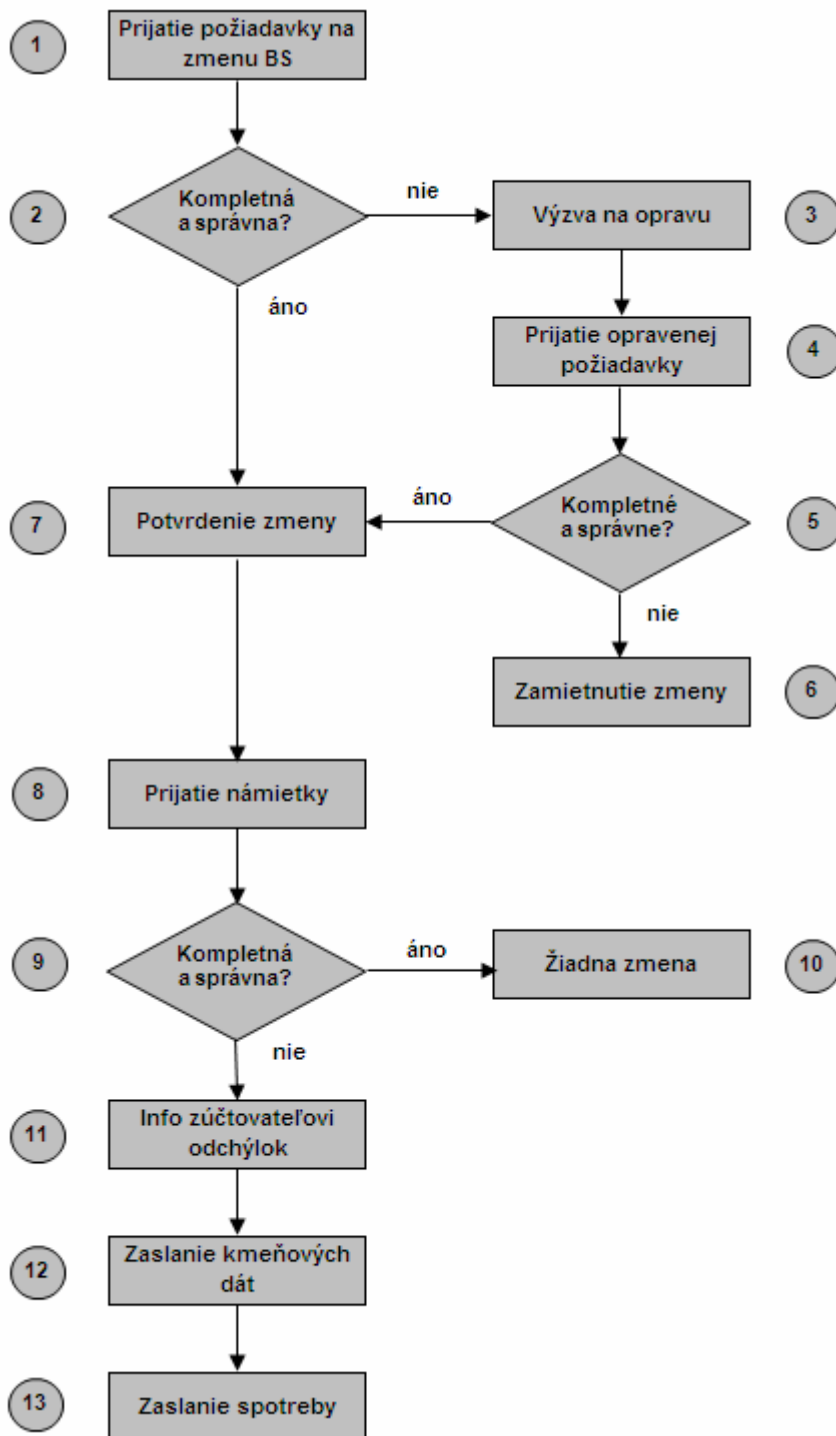 1
Prijatie požiadavky na
zmenu BS
2
Kompletná
a správna?
nie
Výzva na opravu
3
áno
Prijatie opravenej
požiadavky
4
7
Potvrdenie zmeny
áno
Kompletné
a správne?
5
nie
Zamietnutie zmeny
6
8
Prijatie námietky
9
Kompletná
a správna?
áno
Žiadna zmena
10
nie
11
Info zúčtovateľovi
odchýlok
12
Zaslanie kmeňových
dát
13
Zaslanie spotreby